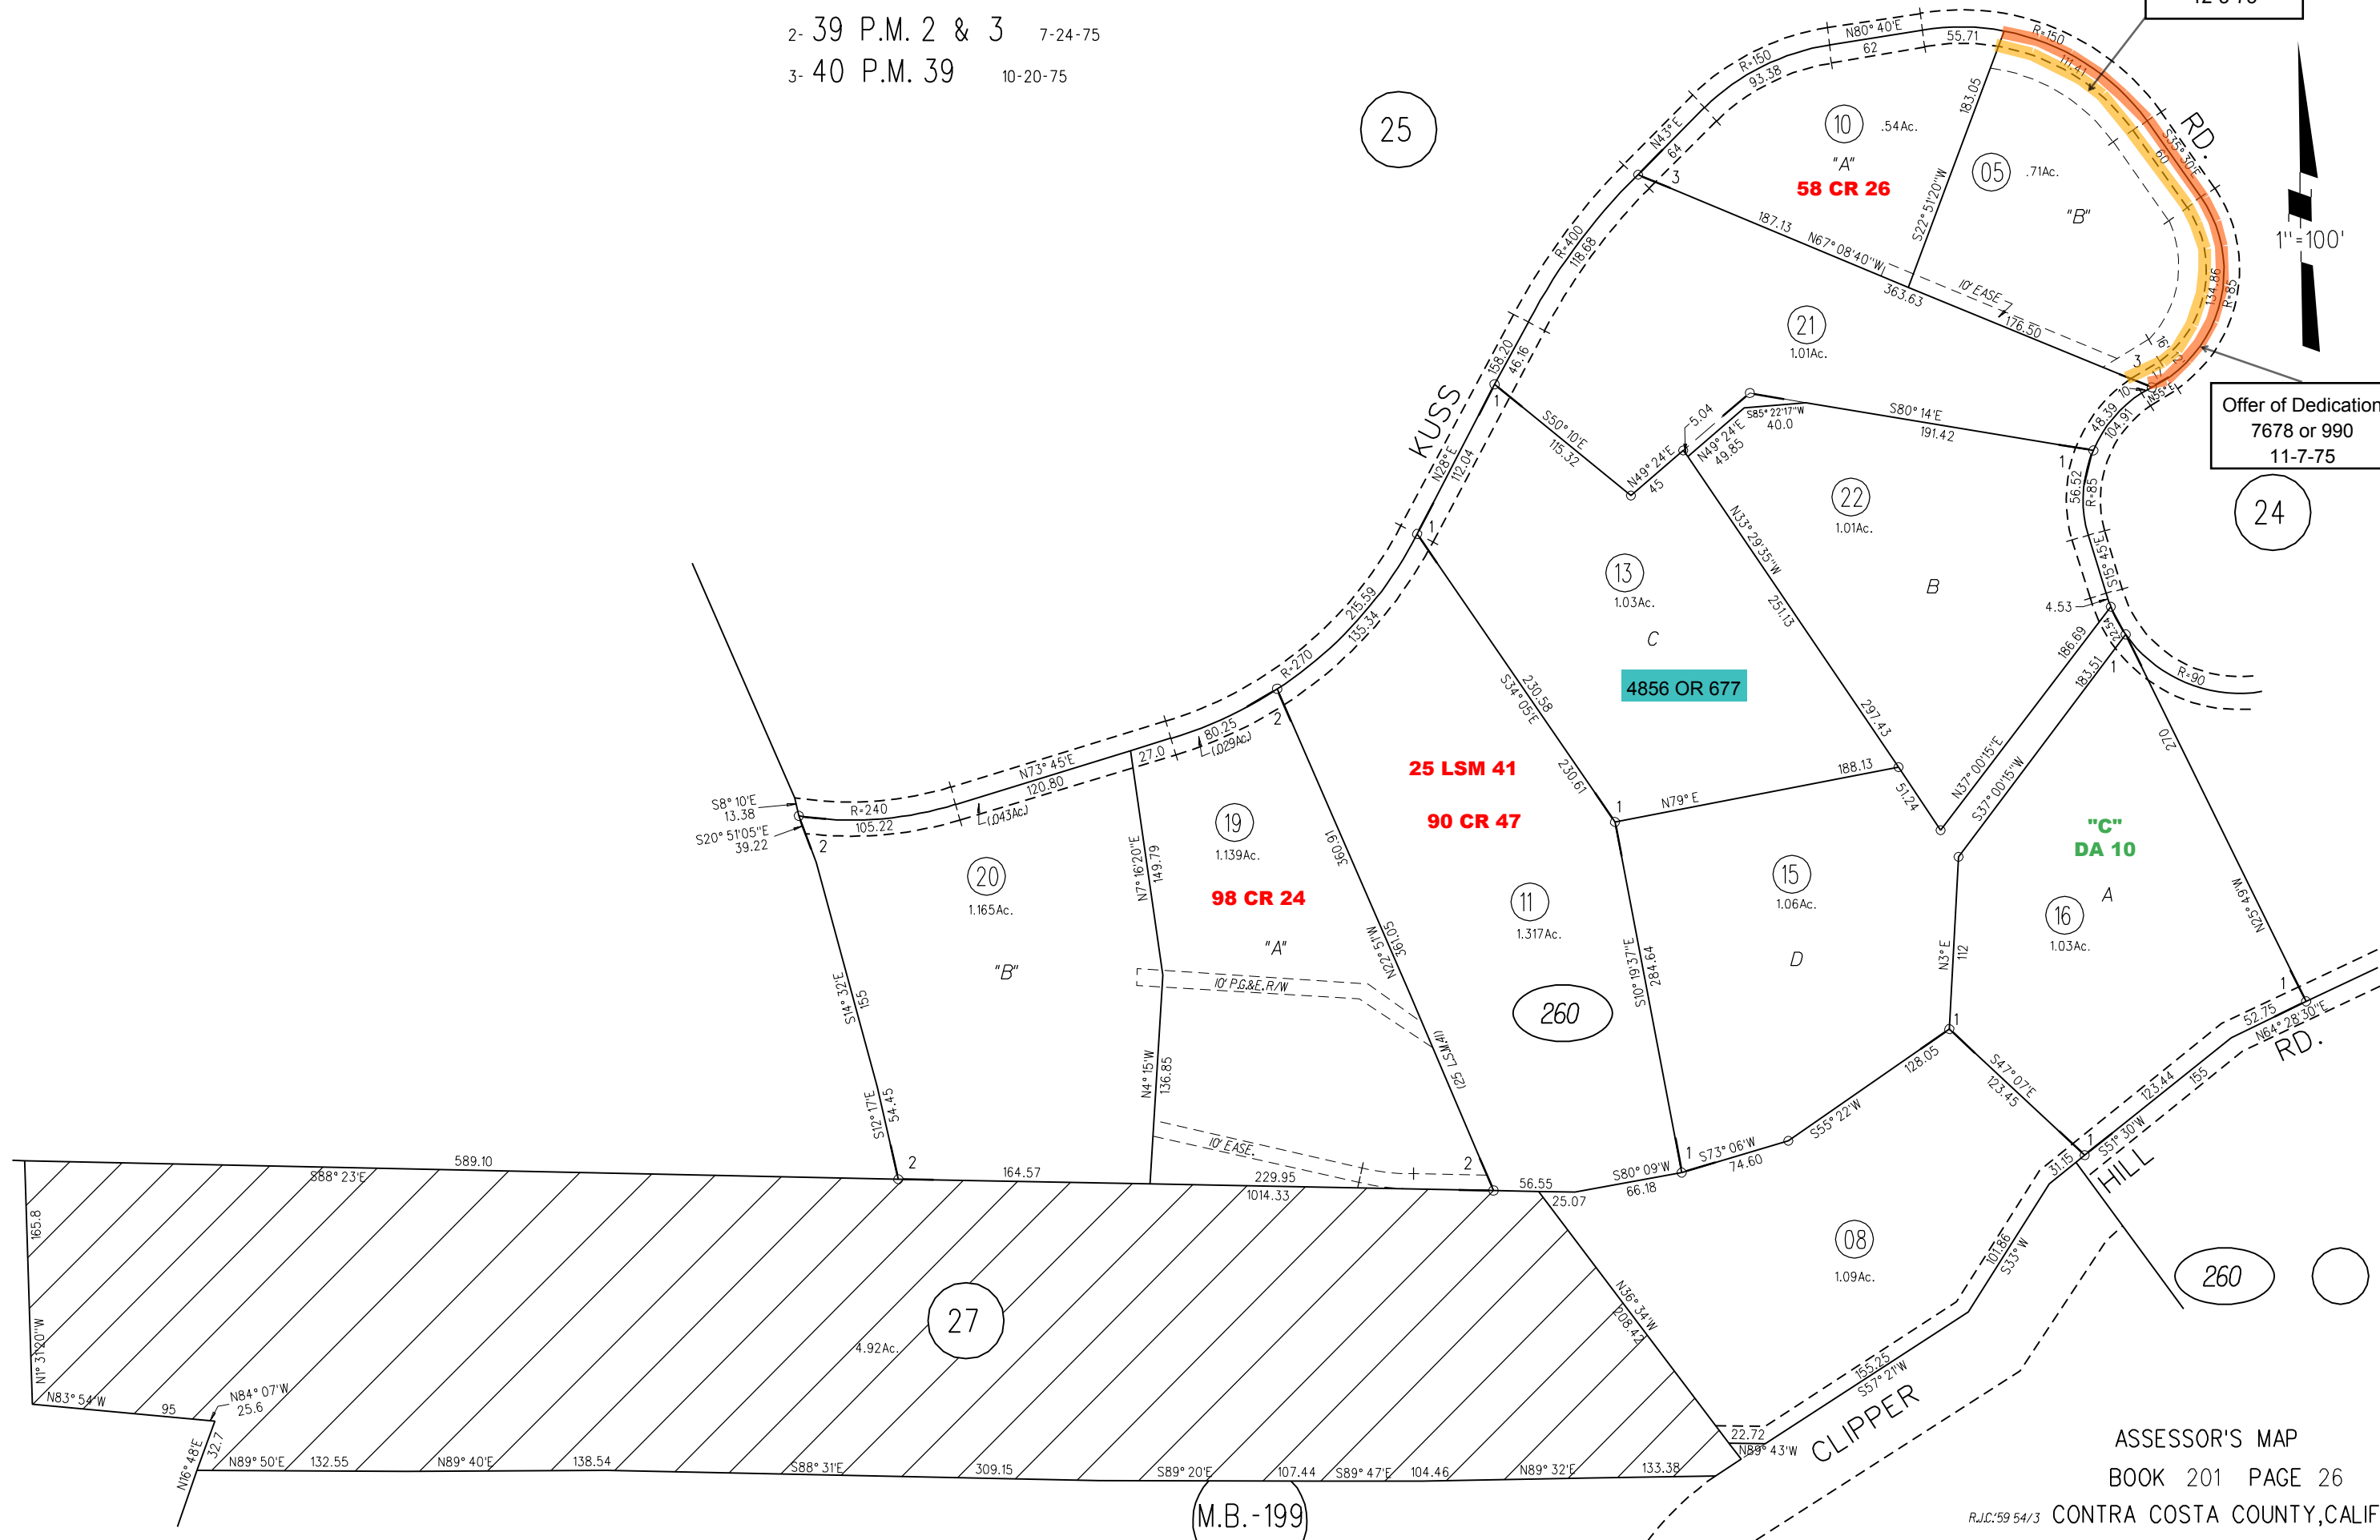 2- 39 P.M. 2 & 3 7-24-75
3- 40 P.M. 39 10-20-75
25
R=150
93.38
N80° 40'E
62
55.71
R=150
111.41
RD.
S35° 30'E
60
N43° E
64
3
10 .54Ac.
"A"
58 CR 26
183.05
S22° 51'20"W
05 .71Ac.
"B"
1"=100'
187.13
N67° 08'40"W
363.63
10' EASE
176.50
134.86
R=85
16'
3
2
17
10
N55° E
Offer of Dedication
7678 or 990
11-7-75
24
R=400
118.68
21
1.01Ac.
158.20
46.16
1
KUSS
S50° 10'E
115.32
N49° 24'E
45
5.04
N49° 24'E
49.85
S85° 22'17"W
40.0
S80° 14'E
191.42
48.39
104.91
1
56.52
R=85
S15° 45'E
4.53
22.54
R=90
N28° E
112.04
1
22
1.01Ac.
B
N33° 29'35"W
251.13
297.43
13
1.03Ac.
C
4856 OR 677
186.69
183.51
1
N37° 00'15"E
S37° 00'15"W
270
N25° 49'W
215.59
135.34
R=270
230.58
S34° 05'E
230.61
25 LSM 41
90 CR 47
1
N79° E
188.13
51.24
"C"
DA 10
A
16
1.03Ac.
S8° 10'E
13.38
S20° 51'05"E
39.22
R=240
105.22
2
N73° 45'E
120.80
(.043Ac.)
27.0
80.25
(.029Ac.)
2
20
1.165Ac.
"B"
N7° 16'20"E
149.79
19
1.139Ac.
98 CR 24
"A"
360.91
N22° 51'W
361.05
(25 L.S.M.41)
11
1.317Ac.
260
15
1.06Ac.
D
S10° 19'37"E
284.64
N3° E
112
1
10' P.G.&E. R/W
S14° 32'E
155
N4° 15'W
136.85
S12° 17'E
54.45
10' EASE.
2
2
1
52.75
N64° 28'30"E
RD.
S47° 07'E
123.45
128.05
S55° 22'W
S73° 06'W
74.60
1
S80° 09'W
66.18
56.55
25.07
1
31.15
123.44
155
S51° 30'W
HILL
589.10
S88° 23'E
164.57
229.95
1014.33
165.8
N1° 31'20"W
27
4.92Ac.
N36° 34'W
208.42
08
1.09Ac.
101.86
S33° W
155.25
S57° 21'W
260
N83° 54'W
95
N84° 07'W
25.6
N16° 48'E
32.7
N89° 50'E 132.55 N89° 40'E 138.54 S88° 31'E 309.15 S89° 20'E 107.44 S89° 47'E 104.46 N89° 32'E 133.38
22.72
N89° 43'W
CLIPPER
M.B.-199
ASSESSOR'S MAP
BOOK 201 PAGE 26
R.J.C.'59 54/3 CONTRA COSTA COUNTY,CALIF